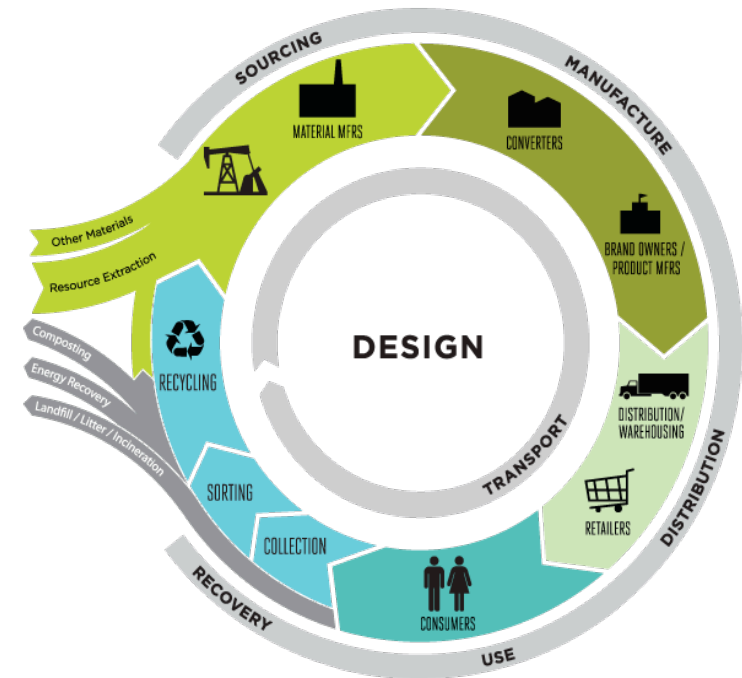 SOURCING
MANUFACTURE
MATERIAL MFRS
CONVERTERS
BRAND OWNERS /
PRODUCT MFRS
Other Materials
Resource Extraction
Composting
Energy Recovery
Landfill / Litter / Incineration
RECYCLING
DESIGN
DISTRIBUTION/
WAREHOUSING
TRANSPORT
SORTING
RETAILERS
DISTRIBUTION
COLLECTION
CONSUMERS
RECOVERY
USE